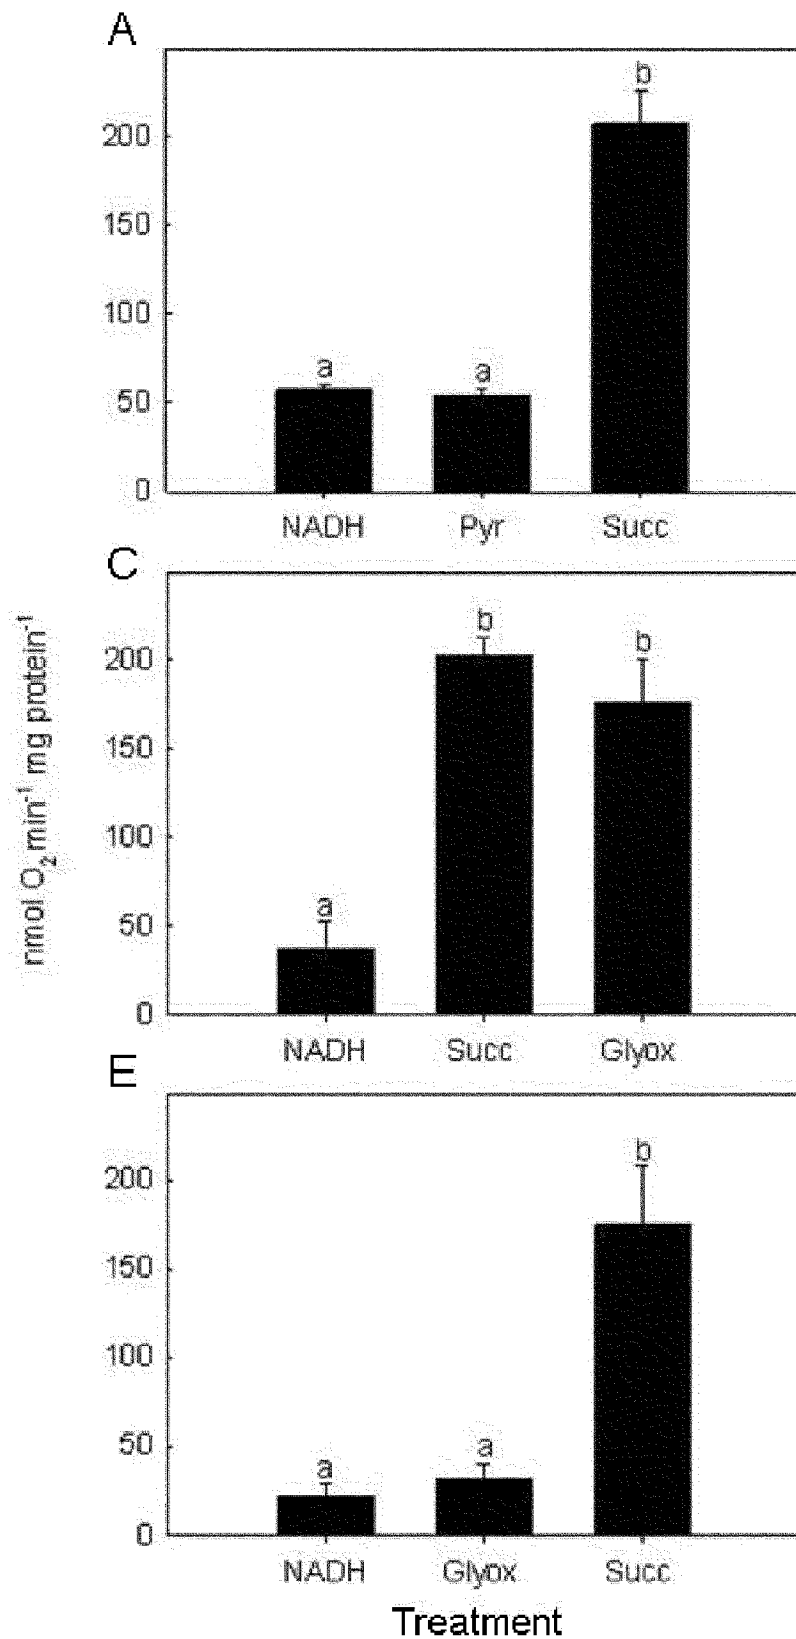 A
b
200
150
100
a
a
50
0
NADH Pyr Succ
C
b
b
200
150
100
a
50
0
NADH Succ Glyox
nmol O2 min-1 mg protein-1
E
b
200
150
100
a
a
50
0
NADH Glyox Succ
Treatment